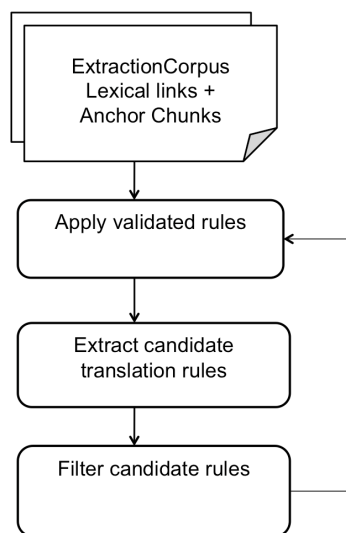 ExtractionCorpus
Lexical links +
Anchor Chunks
Apply validated rules
Extract candidate
translation rules
Filter candidate rules